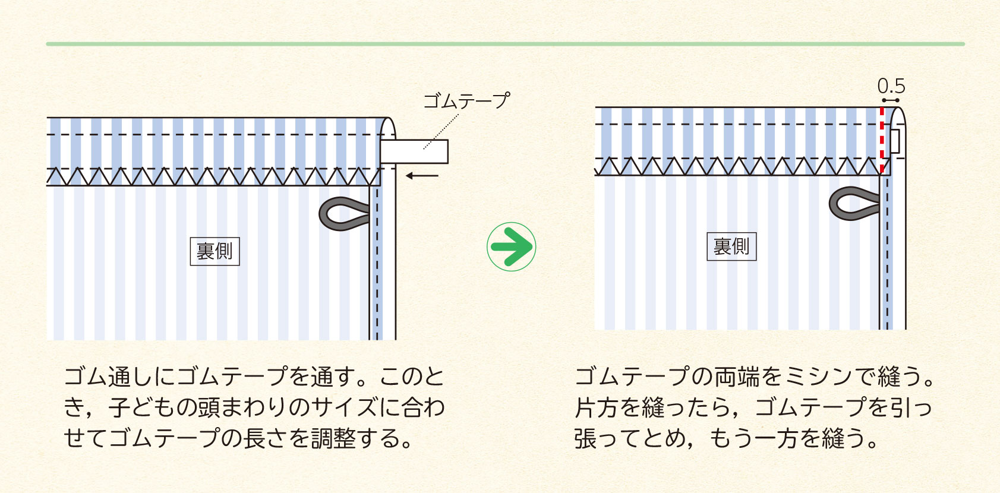 ゴムテープ
0.5
裏側
裏側
ゴム通しにゴムテープを通す。このと
き，子どもの頭まわりのサイズに合わ
せてゴムテープの長さを調整する。
ゴムテープの両端をミシンで縫う。
片方を縫ったら，ゴムテープを引っ
張ってとめ，もう一方を縫う。